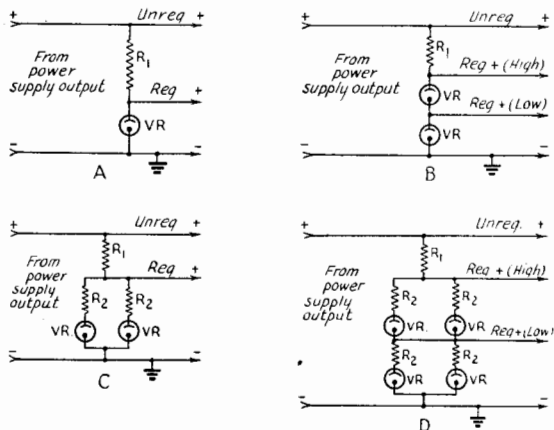 + Unreg +
R1
From
power
supply output
Reg +
VR
- -
A
+ Unreg +
R1
From power
supply output
Reg + (High)
VR
Reg + (Low)
VR
- -
B
+ Unreg +
R1
From
power
supply
output
Reg +
R2 R2
VR. VR
- -
C
+ Unreg. +
R1
From
power
supply
output
Reg + (High)
R2 R2
VR. VR
Reg+(Low)
R2 R2
VR VR
- -
D